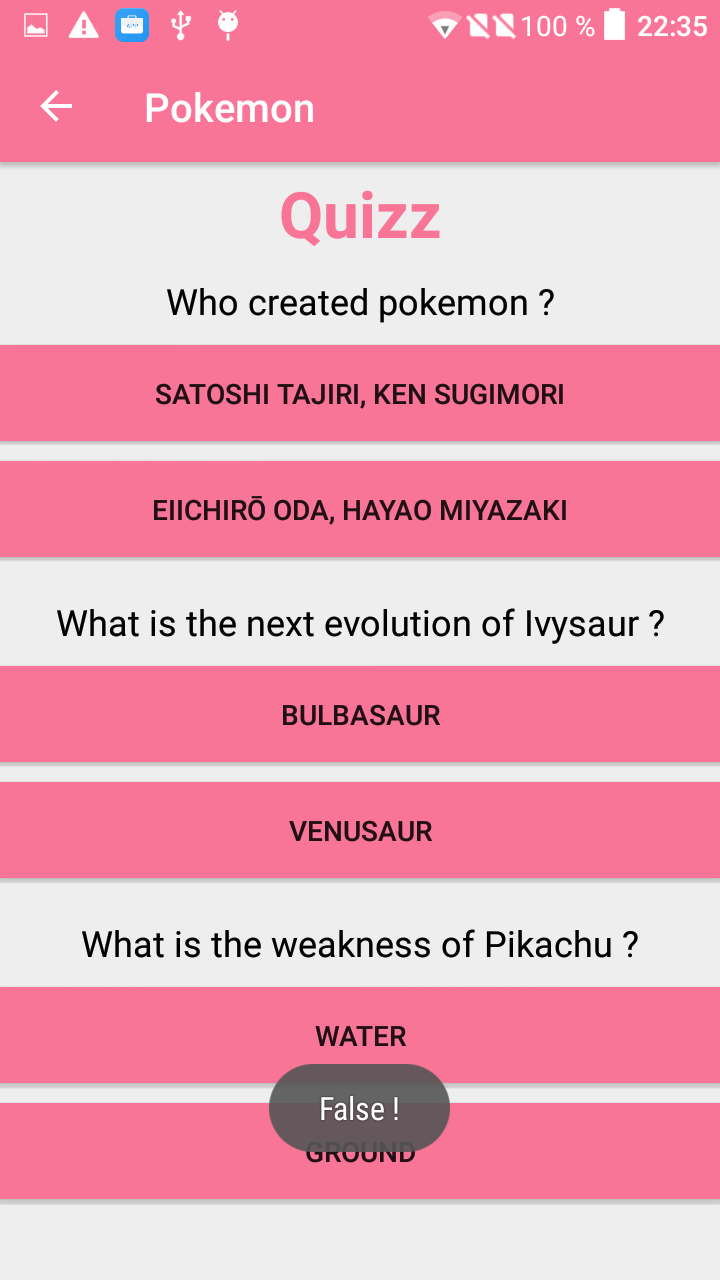 100 % 22:35
Pokemon
Quizz
Who created pokemon ?
SATOSHI TAJIRI, KEN SUGIMORI
EIICHIRŌ ODA, HAYAO MIYAZAKI
What is the next evolution of Ivysaur ?
BULBASAUR
VENUSAUR
What is the weakness of Pikachu ?
WATER
False !
GROUND